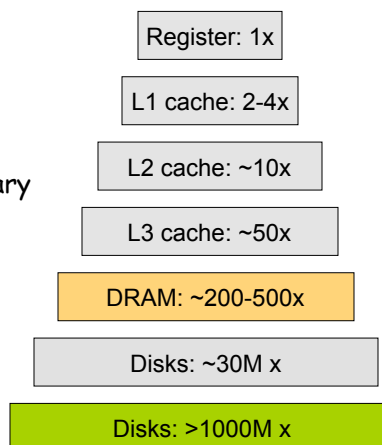 Register: 1x
L1 cache: 2-4x
L2 cache: ~10x
ary
L3 cache: ~50x
DRAM: ~200-500x
Disks: ~30M x
Disks: >1000M x